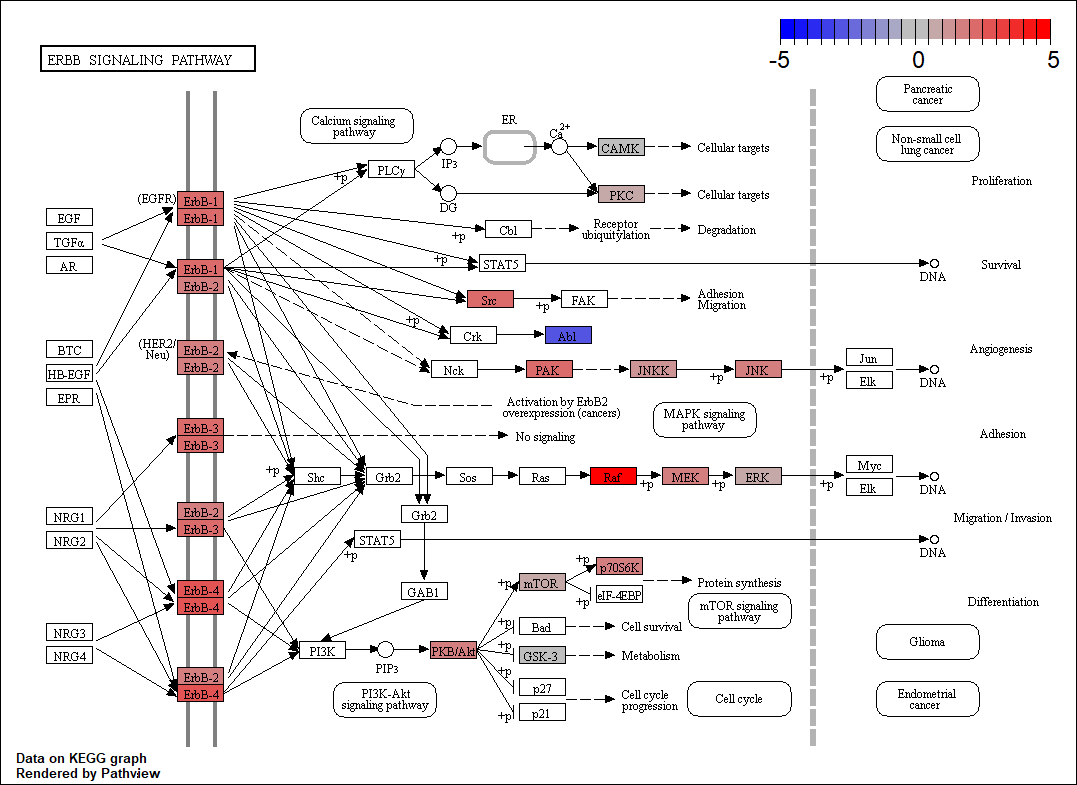 -5 0 5
ERBB SIGNALING PATHWAY
Pancreatic
cancer
Calcium signaling
pathway
ER
Ca2+
Non-small cell
lung cancer
CAMK
Cellular targets
+p
PLCγ
IP3
Proliferation
(EGFR)
ErbB-1
ErbB-1
DG
PKC
Cellular targets
EGF
TGFα
AR
+p
Cbl
Receptor
ubiquitylation
Degradation
ErbB-1
ErbB-2
+p
STAT5
DNA
Survival
Src
+p
FAK
Adhesion
Migration
+p
Crk
Abl
(HER2/
Neu)
ErbB-2
ErbB-2
BTC
HB-EGF
EPR
Nck
PAK
JNKK
+p
JNK
+p
Jun
Elk
DNA
Angiogenesis
Activation by ErbB2
overexpression (cancers)
MAPK signaling
pathway
ErbB-3
ErbB-3
No signaling
Adhesion
+p
Shc
Grb2
Sos
Ras
Raf
+p
MEK
+p
ERK
+p
Myc
Elk
DNA
NRG1
NRG2
ErbB-2
ErbB-3
Grb2
STAT5
+p
DNA
Migration / Invasion
ErbB-4
ErbB-4
GAB1
+p
mTOR
+p
p70S6K
+p
eIF-4EBP
Protein synthesis
mTOR signaling
pathway
Differentiation
NRG3
NRG4
+p
Bad
Cell survival
Glioma
PI3K
PIP3
PKB/Akt
+p
GSK-3
Metabolism
ErbB-2
ErbB-4
PI3K-Akt
signaling pathway
+p
p27
+p
p21
Cell cycle
progression
Cell cycle
Endometrial
cancer
Data on KEGG graph
Rendered by Pathview